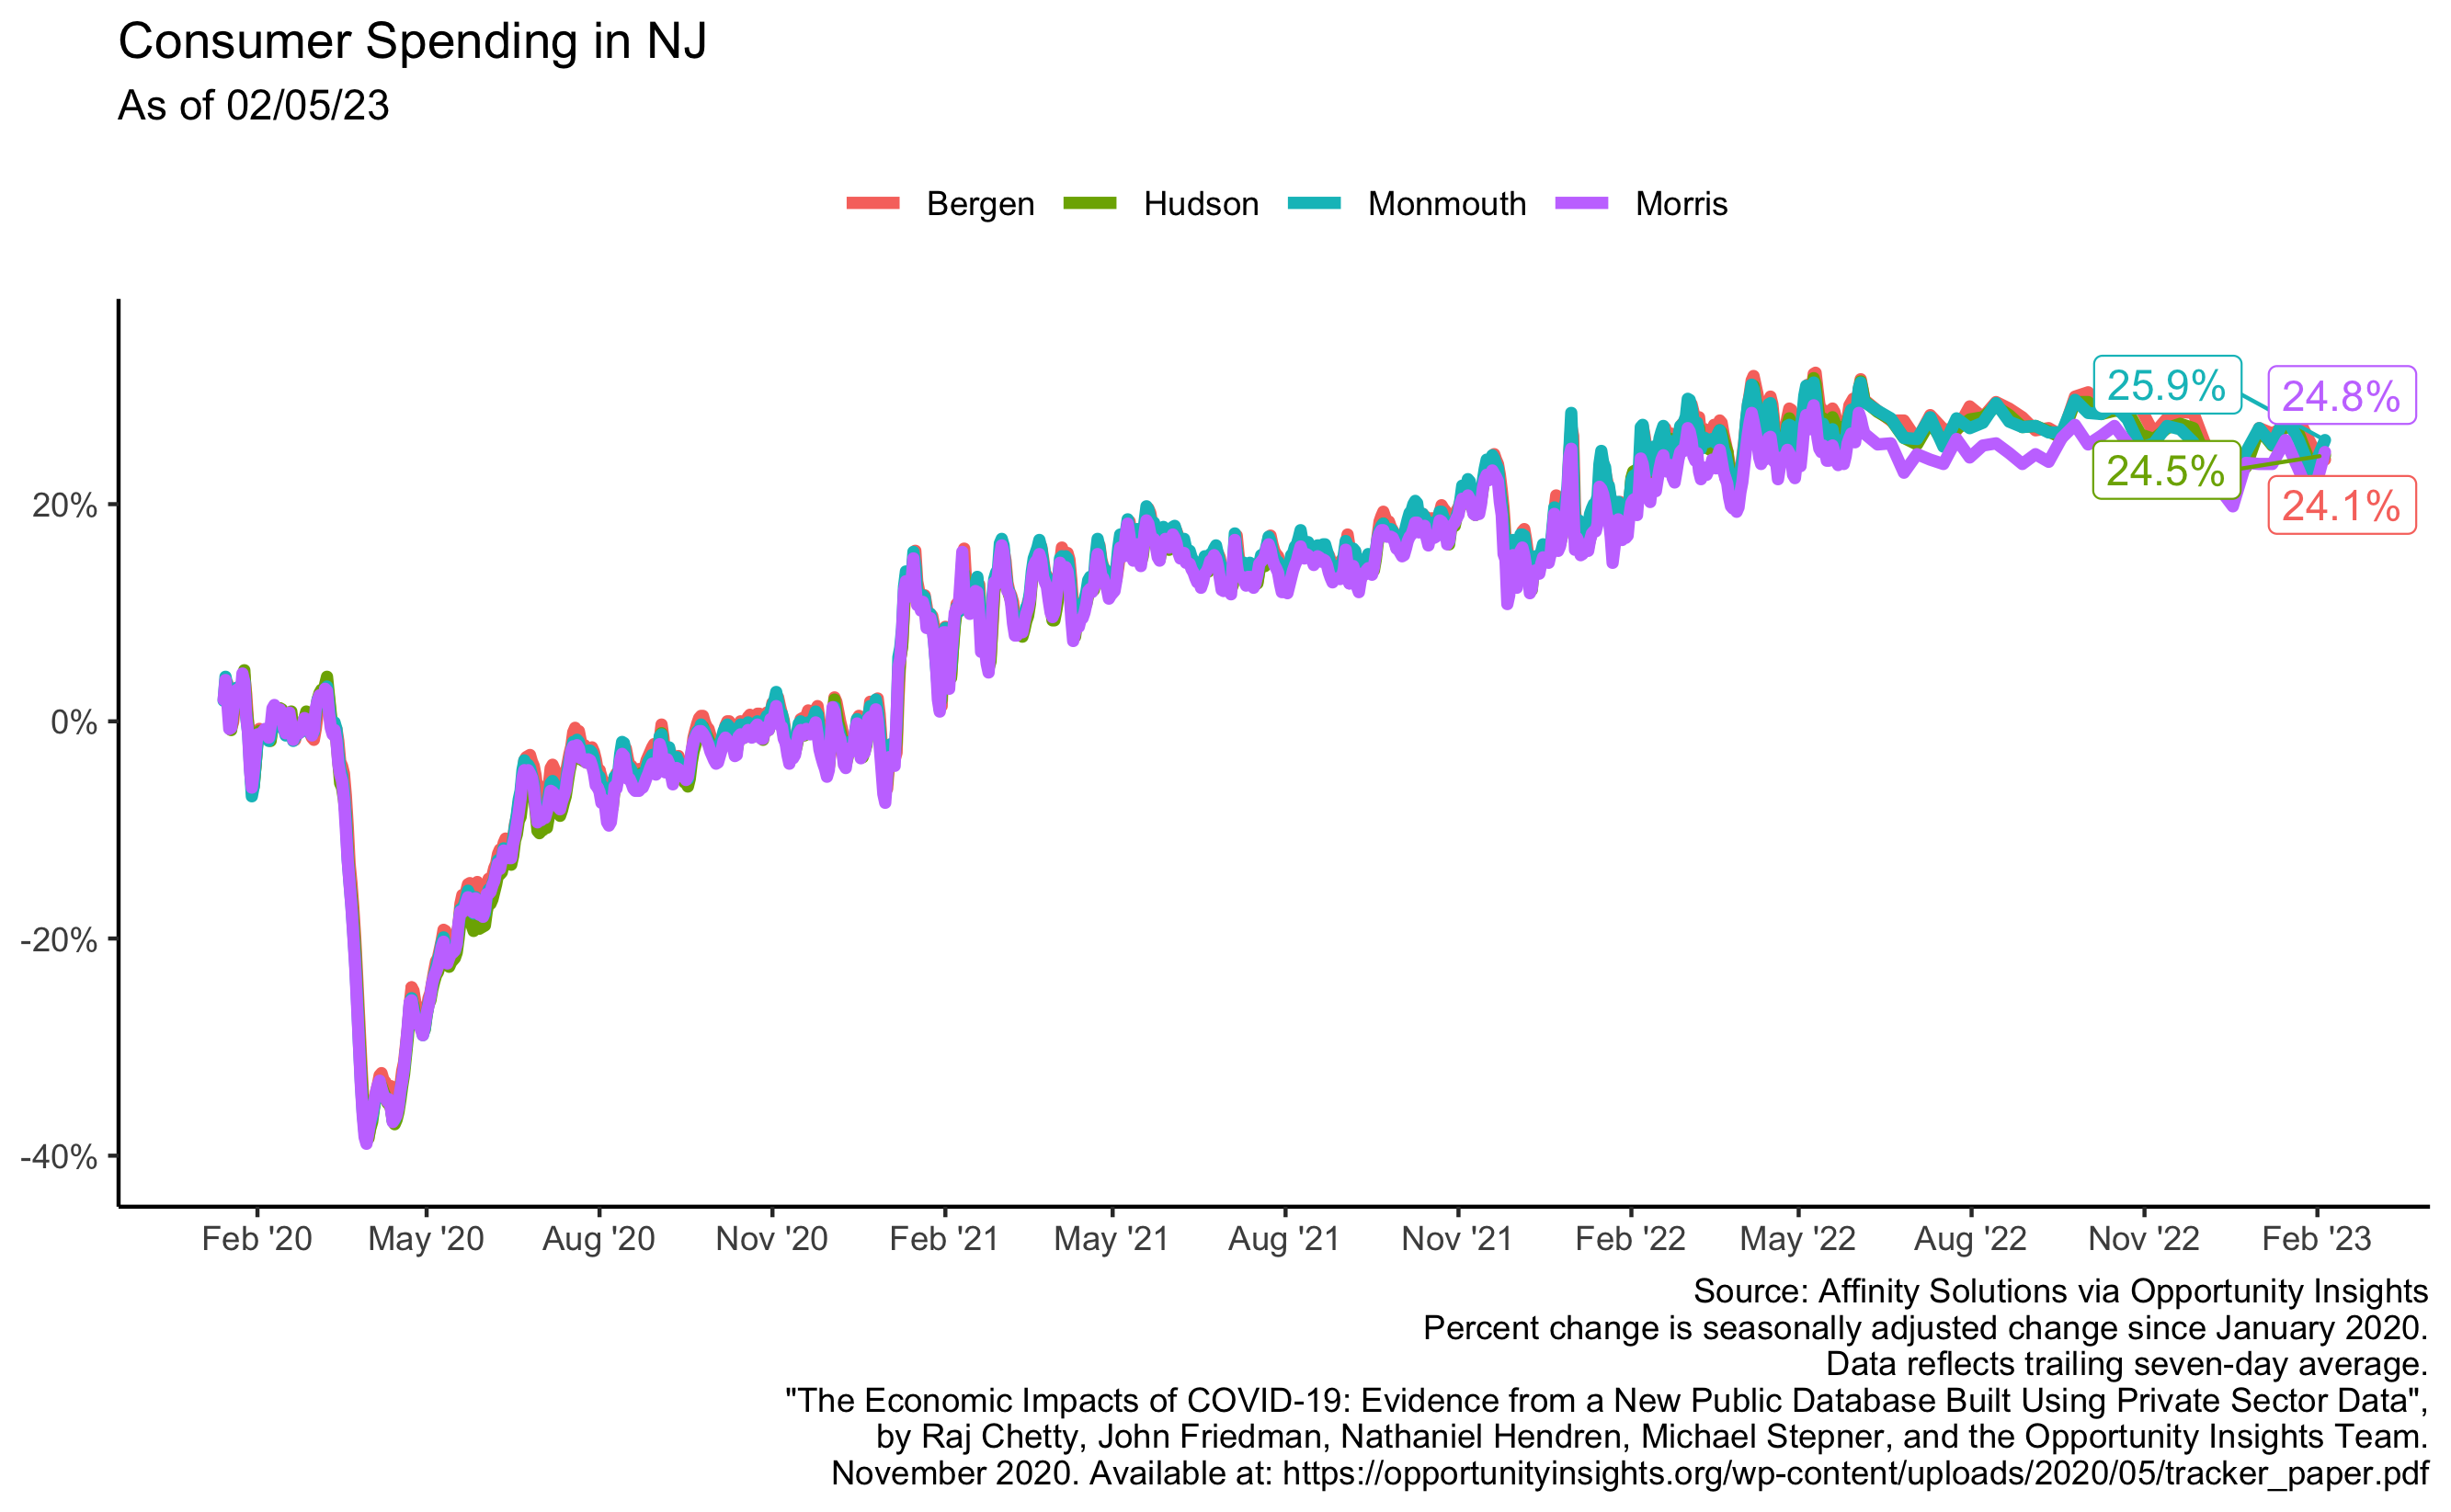 Consumer Spending in NJ
As of 02/05/23
Bergen Hudson Monmouth Morris
25.9%
24.8%
24.5%
24.1%
20%
0%
-20%
-40%
Feb '20 May '20 Aug '20 Nov '20 Feb '21 May '21 Aug '21 Nov '21 Feb '22 May '22 Aug '22 Nov '22 Feb '23
Source: Affinity Solutions via Opportunity Insights
Percent change is seasonally adjusted change since January 2020.
Data reflects trailing seven-day average.
"The Economic Impacts of COVID-19: Evidence from a New Public Database Built Using Private Sector Data",
by Raj Chetty, John Friedman, Nathaniel Hendren, Michael Stepner, and the Opportunity Insights Team.
November 2020. Available at: https://opportunityinsights.org/wp-content/uploads/2020/05/tracker_paper.pdf